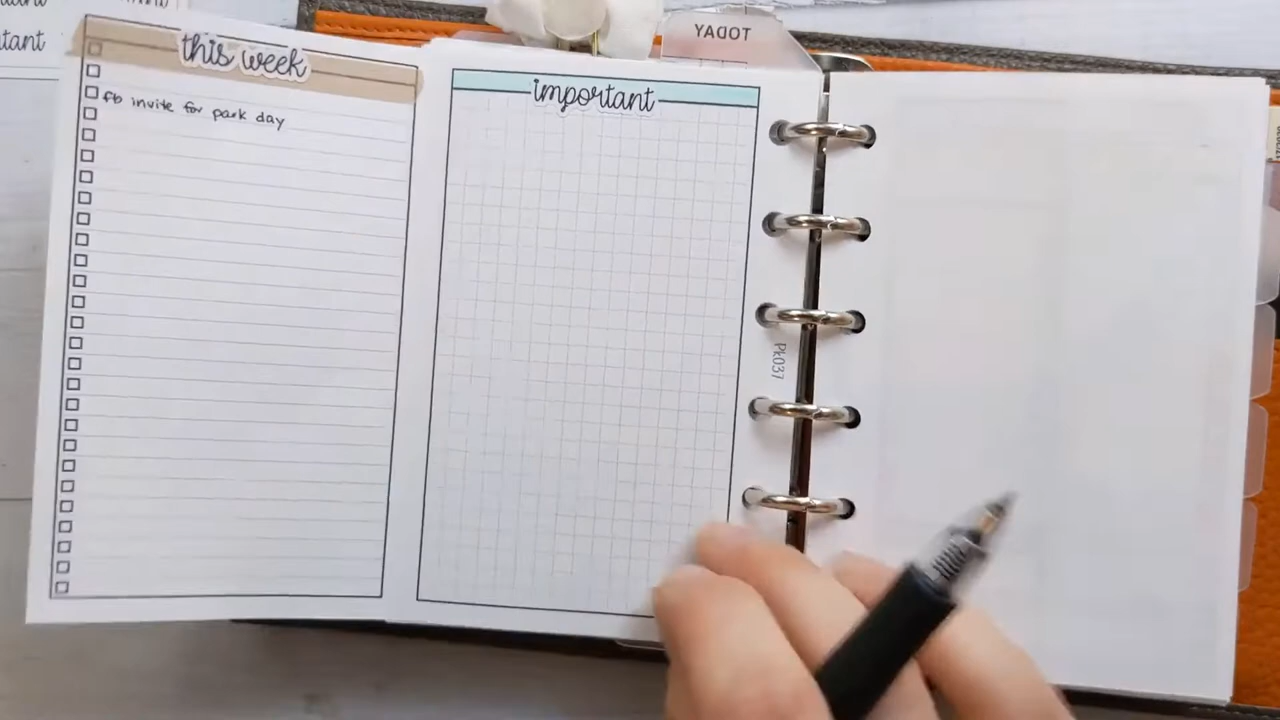 tant
TODAY
this week
important
fb invite for park day
Pk037